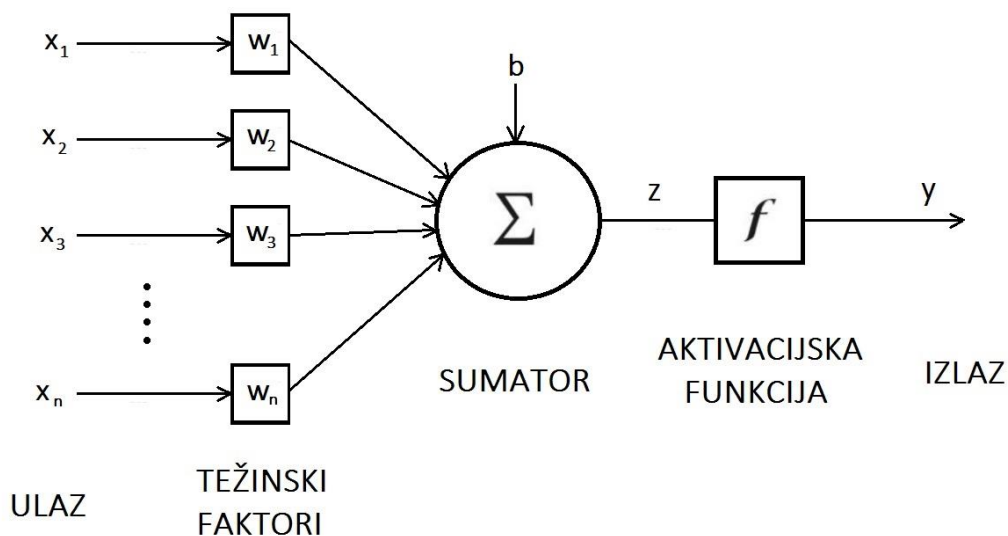 x₁ w₁
b
x₂ w₂
Σ z f y
x₃ w₃
xₙ wₙ
SUMATOR
AKTIVACIJSKA
FUNKCIJA
IZLAZ
ULAZ
TEŽINSKI
FAKTORI